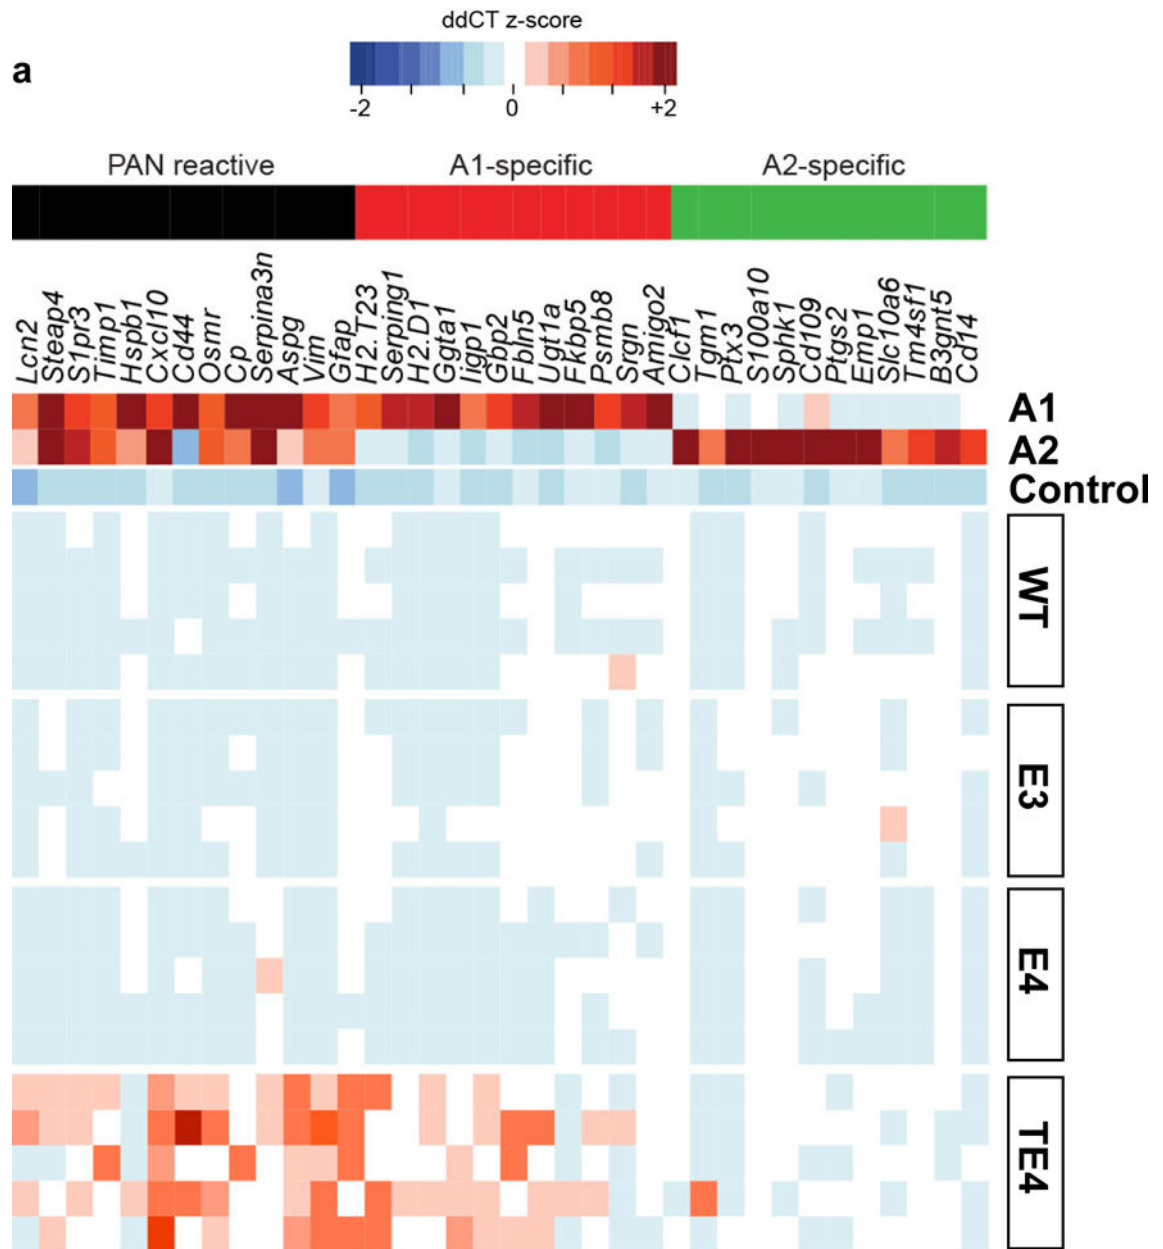 ddCT z-score
a
-2 0 +2
PAN reactive A1-specific A2-specific
Lcn2
Steap4
S1pr3
Timp1
Hspb1
Cxcl10
Cd44
Osmr
Cp
Serpina3n
Aspg
Vim
Gfap
H2.T23
Serping1
H2.D1
Ggta1
Iigp1
Gbp2
Fbln5
Ugt1a
Fkbp5
Psmb8
Srgn
Amigo2
Clcf1
Tgm1
Ptx3
S100a10
Sphk1
Cd109
Ptgs2
Emp1
Slc10a6
Tm4sf1
B3gnt5
Cd14
A1
A2
Control
WT
E3
E4
TE4